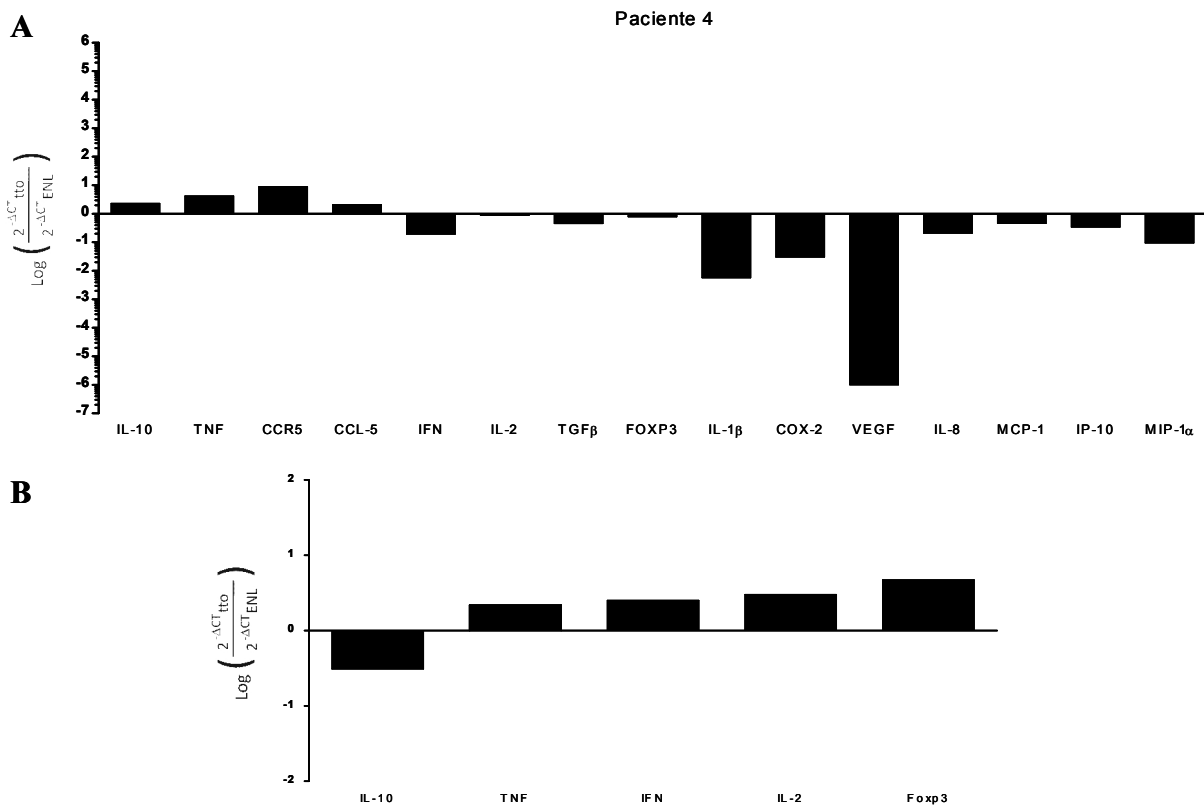 Paciente 4
A
6
5
4
3
2
1
0
-1
-2
-3
-4
-5
-6
-7
Log ( 2^-ΔCT tto / 2^-ΔCT ENL )
IL-10 TNF CCR5 CCL-5 IFN IL-2 TGFβ FOXP3 IL-1β COX-2 VEGF IL-8 MCP-1 IP-10 MIP-1α
B
2
1
0
-1
-2
Log ( 2^-ΔCT tto / 2^-ΔCT ENL )
IL-10 TNF IFN IL-2 Foxp3